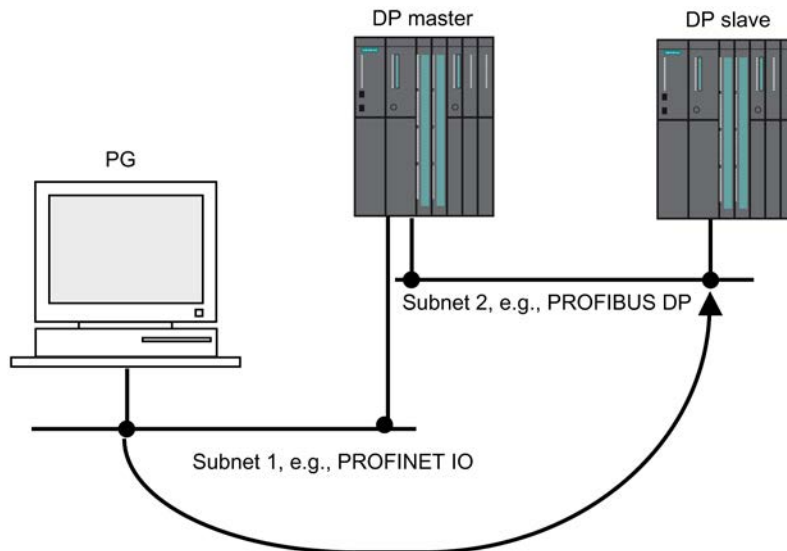 DP master
DP slave
PG
Subnet 2, e.g., PROFIBUS DP
Subnet 1, e.g., PROFINET IO